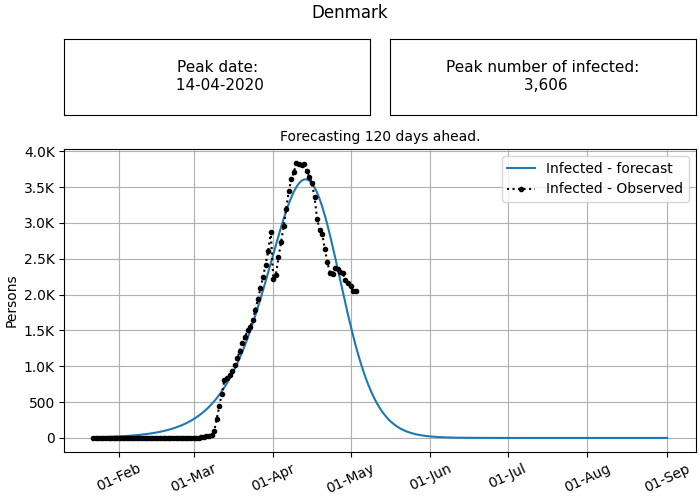 Denmark
Peak date:
14-04-2020
Peak number of infected:
3,606
Forecasting 120 days ahead.
4.0K
3.5K
3.0K
2.5K
2.0K
1.5K
1.0K
500
0
Persons
Infected - forecast
Infected - Observed
01-Feb
01-Mar
01-Apr
01-May
01-Jun
01-Jul
01-Aug
01-Sep